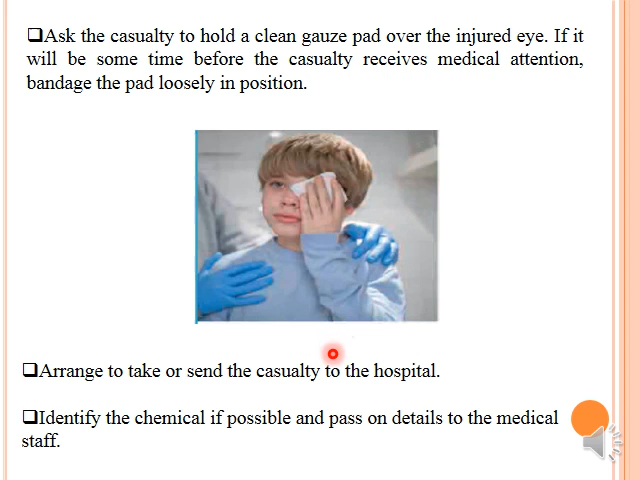 ❑Ask the casualty to hold a clean gauze pad over the injured eye. If it
will be some time before the casualty receives medical attention,
bandage the pad loosely in position.
❑Arrange to take or send the casualty to the hospital.
❑Identify the chemical if possible and pass on details to the medical
staff.